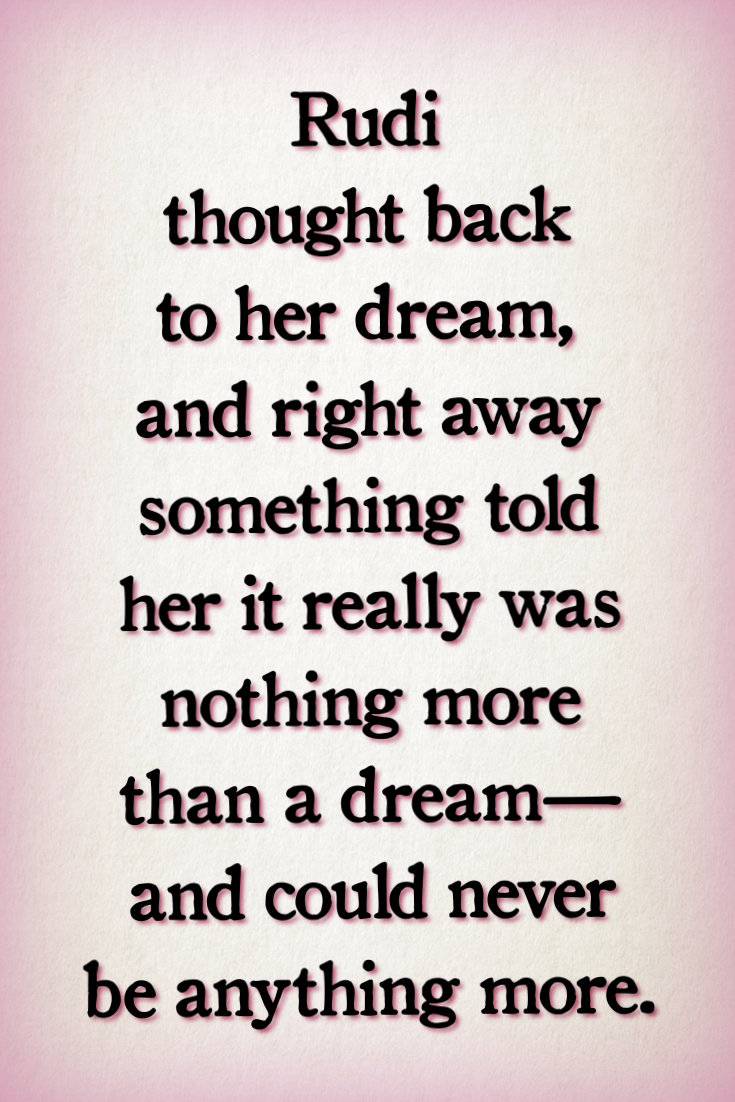 Rudi
thought back
to her dream,
and right away
something told
her it really was
nothing more
than a dream—
and could never
be anything more.